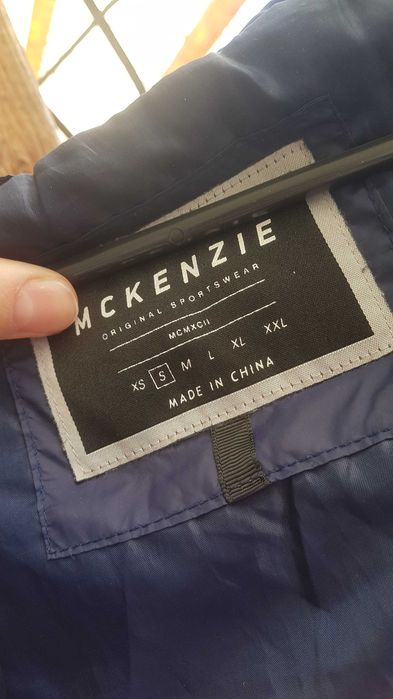 MCKENZIE
ORIGINAL SPORTSWEAR
MCMXCII
XS S M L XL XXL
MADE IN CHINA